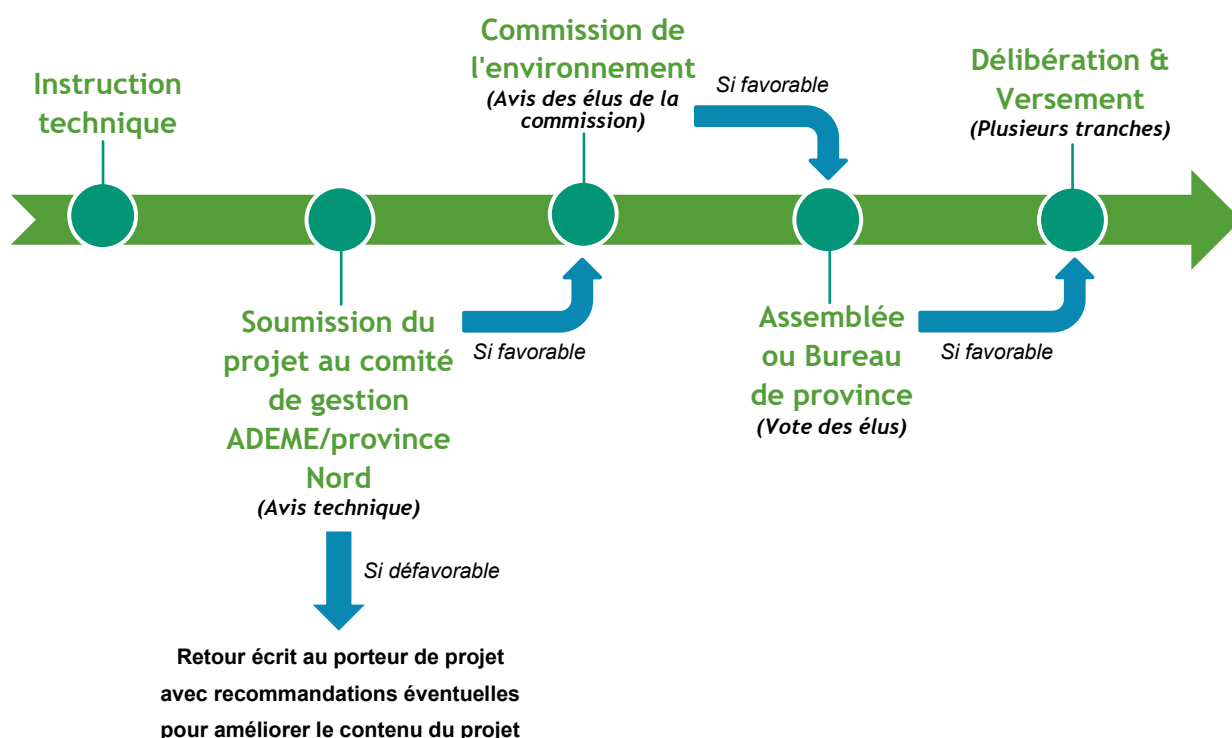 Instruction
technique
Soumission du
projet au comité
de gestion
ADEME/province
Nord
(Avis technique)
Si défavorable
Retour écrit au porteur de projet
avec recommandations éventuelles
pour améliorer le contenu du projet
Si favorable
Commission de
l'environnement
(Avis des élus de la
commission)
Si favorable
Assemblée
ou Bureau
de province
(Vote des élus)
Si favorable
Délibération &
Versement
(Plusieurs tranches)